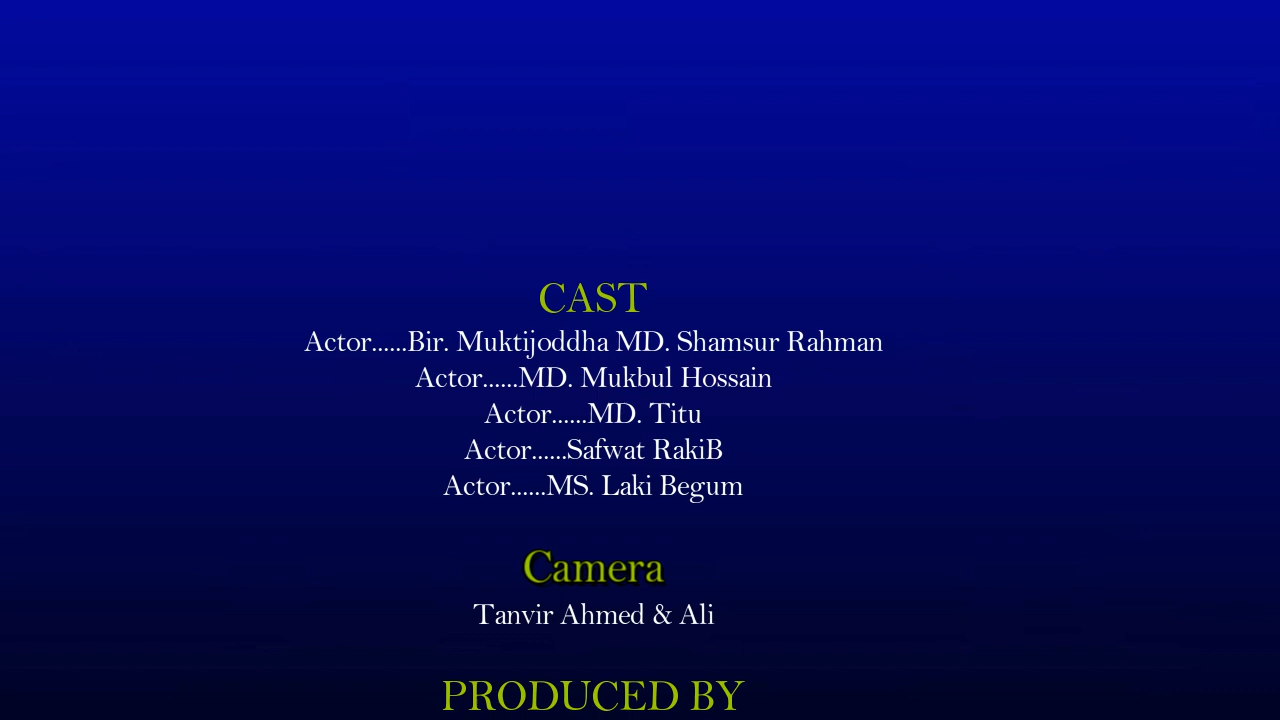 CAST
Actor......Bir. Muktijoddha MD. Shamsur Rahman
Actor......MD. Mukbul Hossain
Actor......MD. Titu
Actor......Safwat RakiB
Actor......MS. Laki Begum
Camera
Tanvir Ahmed & Ali
PRODUCED BY